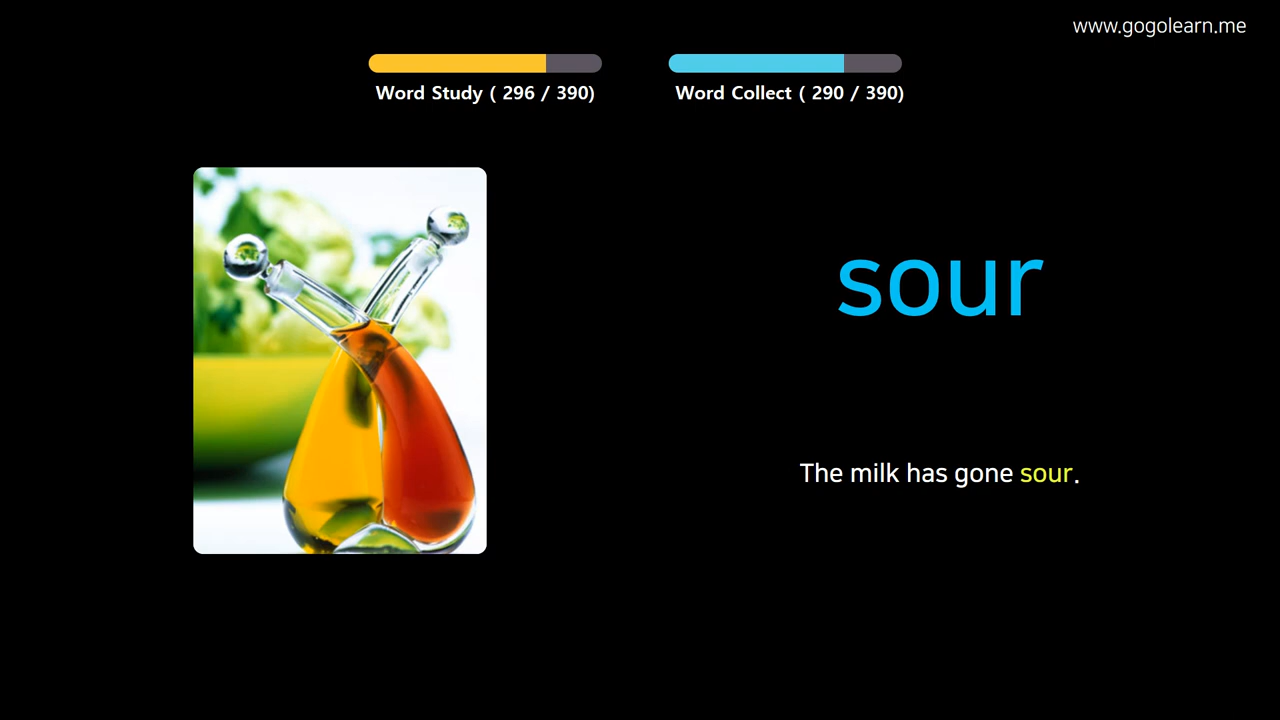 www.gogolearn.me
Word Study ( 296 / 390)
Word Collect ( 290 / 390)
sour
The milk has gone sour.